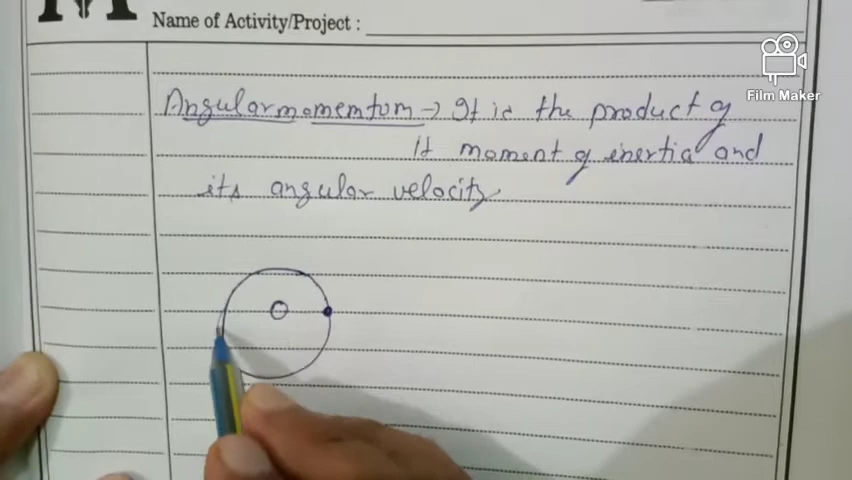 Name of Activity/Project :
Film Maker
Angular momentum → It is the product of
it moment of inertia and
its angular velocity